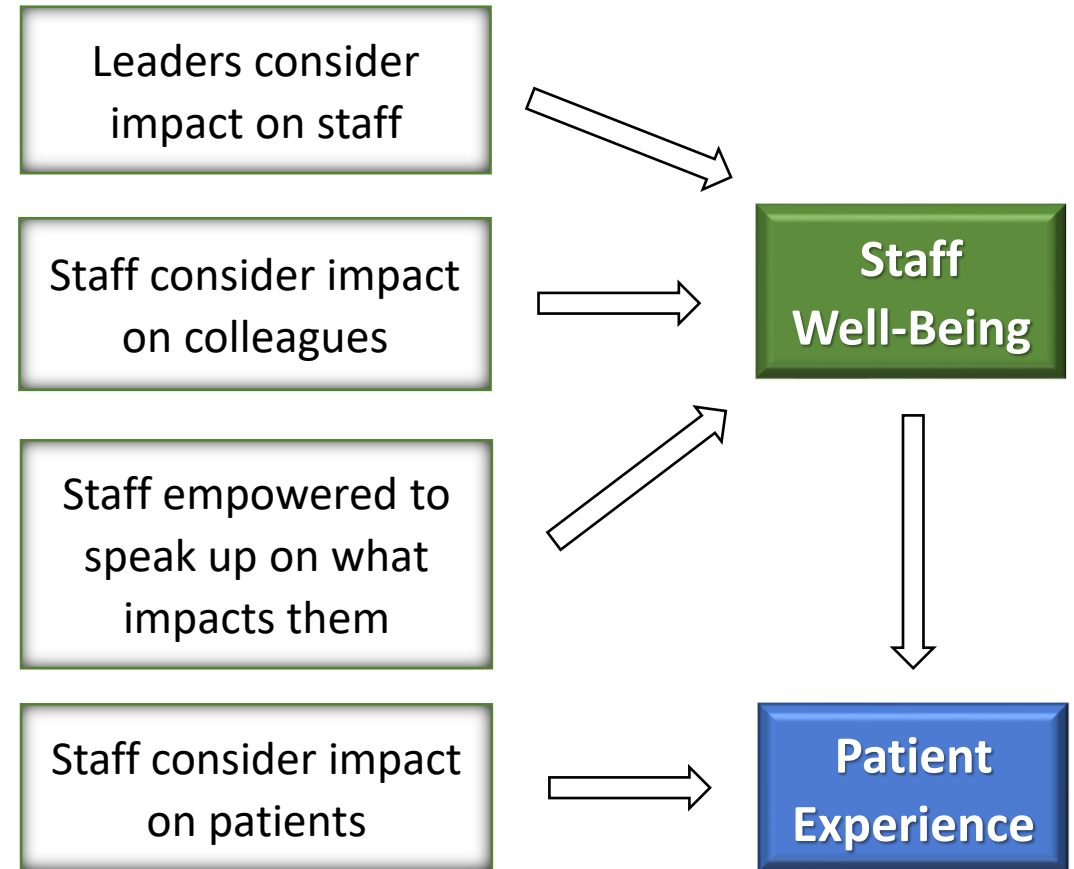 Leaders consider
impact on staff
Staff consider impact
on colleagues
Staff empowered to
speak up on what
impacts them
Staff consider impact
on patients
Staff
Well-Being
Patient
Experience